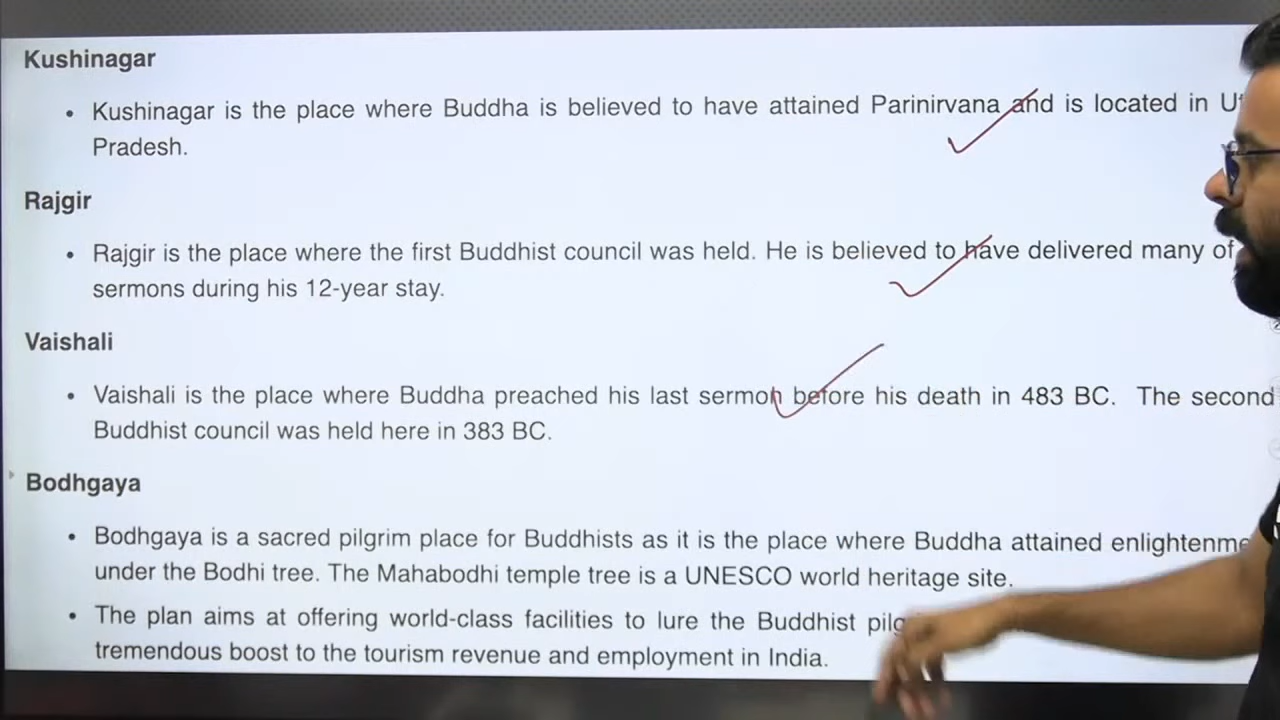 Kushinagar
• Kushinagar is the place where Buddha is believed to have attained Parinirvana and is located in
Pradesh.
Rajgir
• Rajgir is the place where the first Buddhist council was held. He is believed to have delivered many of
sermons during his 12-year stay.
Vaishali
• Vaishali is the place where Buddha preached his last sermon before his death in 483 BC. The second
Buddhist council was held here in 383 BC.
Bodhgaya
• Bodhgaya is a sacred pilgrim place for Buddhists as it is the place where Buddha attained
under the Bodhi tree. The Mahabodhi temple tree is a UNESCO world heritage site.
• The plan aims at offering world-class facilities to lure the Buddhist
tremendous boost to the tourism revenue and employment in India.